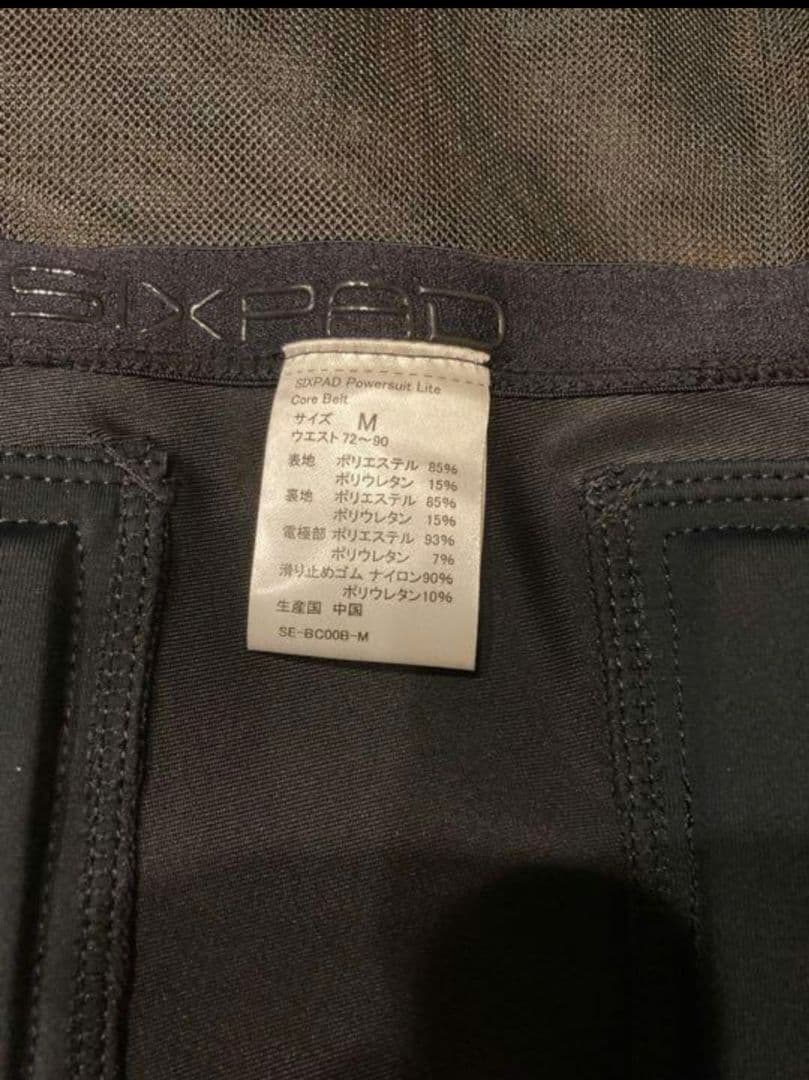 SIXPAD
SIXPAD Powersuit Lite
Core Belt
サイズ M
ウエスト72～90
表地 ポリエステル 85%
ポリウレタン 15%
裏地 ポリエステル 85%
ポリウレタン 15%
電極部 ポリエステル 93%
ポリウレタン 7%
滑り止めゴム ナイロン90%
ポリウレタン10%
生産国 中国
SE-BC00B-M